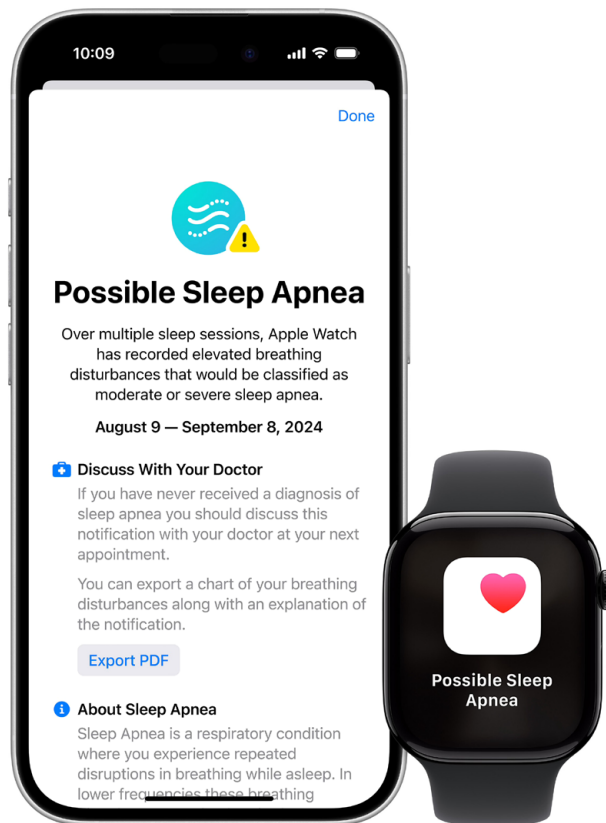 10:09
Done
Possible Sleep Apnea
Over multiple sleep sessions, Apple Watch
has recorded elevated breathing
disturbances that would be classified as
moderate or severe sleep apnea.
August 9 — September 8, 2024
Discuss With Your Doctor
If you have never received a diagnosis of
sleep apnea you should discuss this
notification with your doctor at your next
appointment.
You can export a chart of your breathing
disturbances along with an explanation of
the notification.
Export PDF
About Sleep Apnea
Sleep Apnea is a respiratory condition
where you experience repeated
disruptions in breathing while asleep. In
lower frequencies these breathing
Possible Sleep
Apnea